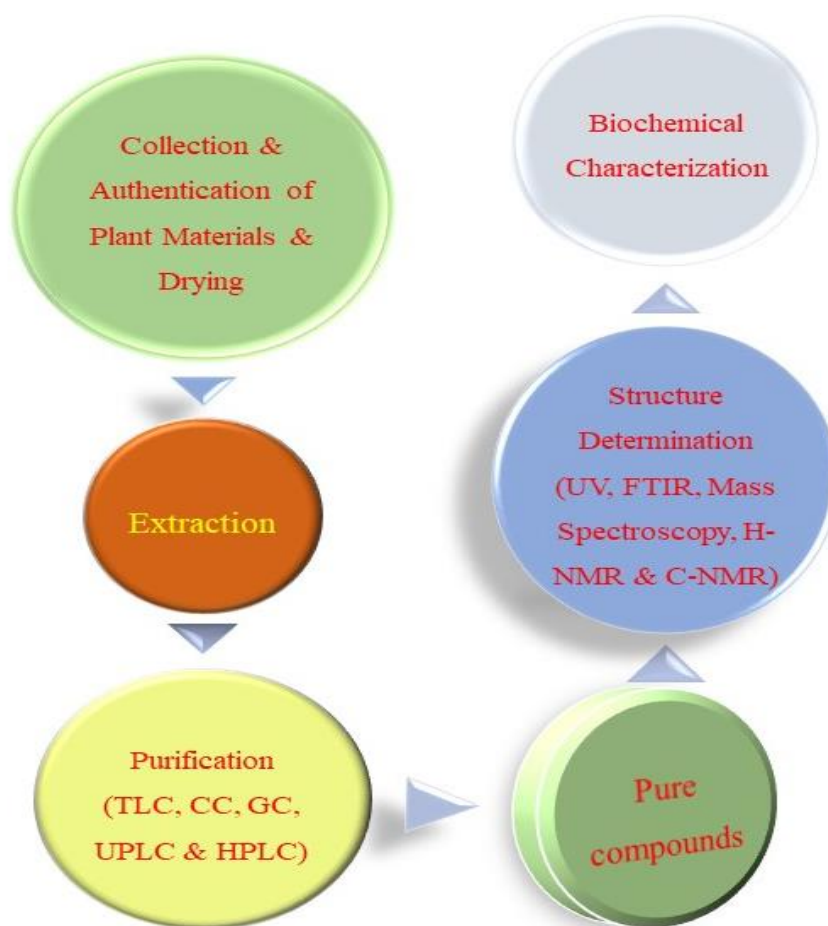 Collection &
Authentication of
Plant Materials &
Drying
Extraction
Purification
(TLC, CC, GC,
UPLC & HPLC)
Pure
compounds
Structure
Determination
(UV, FTIR, Mass
Spectroscopy, H-
NMR & C-NMR)
Biochemical
Characterization